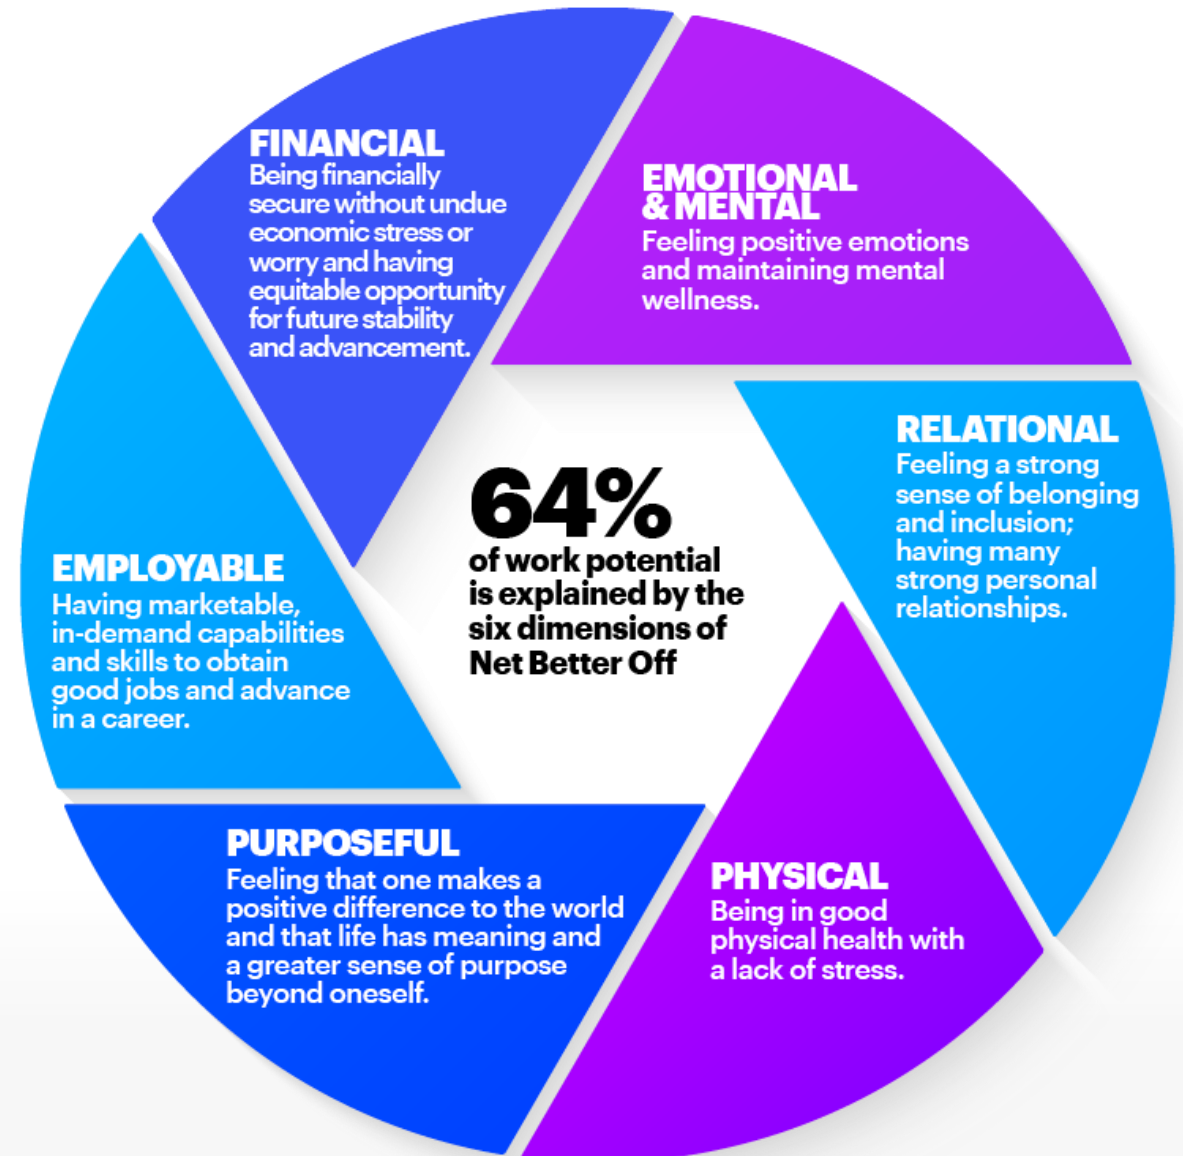 FINANCIAL
Being financially
secure without undue
economic stress or
worry and having
equitable opportunity
for future stability
and advancement.
EMOTIONAL
& MENTAL
Feeling positive emotions
and maintaining mental
wellness.
RELATIONAL
Feeling a strong
sense of belonging
and inclusion;
having many
strong personal
relationships.
64%
of work potential
is explained by the
six dimensions of
Net Better Off
EMPLOYABLE
Having marketable,
in-demand capabilities
and skills to obtain
good jobs and advance
in a career.
PURPOSEFUL
Feeling that one makes a
positive difference to the world
and that life has meaning and
a greater sense of purpose
beyond oneself.
PHYSICAL
Being in good
physical health with
a lack of stress.